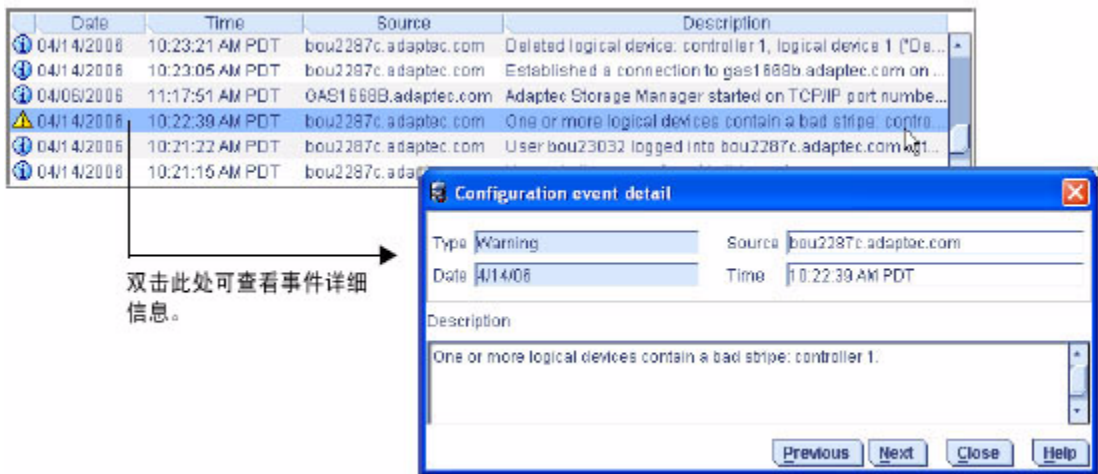 Date Time Source Description
04/14/2006 10:23:21 AM PDT bou2287c.adaptec.com Deleted logical device: controller 1, logical device 1 ("De...
04/14/2006 10:23:05 AM PDT bou2287c.adaptec.com Established a connection to gas1669b.adaptec.com on ...
04/06/2006 11:17:51 AM PDT GAS1668B.adaptec.com Adaptec Storage Manager started on TCP/IP port numbe...
04/14/2006 10:22:39 AM PDT bou2287c.adaptec.com One or more logical devices contain a bad stripe: contro...
04/14/2006 10:21:22 AM PDT bou2287c.adaptec.com User bou23032 logged into bou2287c.adaptec.com
04/14/2006 10:21:15 AM PDT bou2287c.adap
Configuration event detail
Type Warning Source bou2287c.adaptec.com
Date 4/14/06 Time 10:22:39 AM PDT
Description
One or more logical devices contain a bad stripe: controller 1.
Previous Next Close Help
双击此处可查看事件详细
信息。